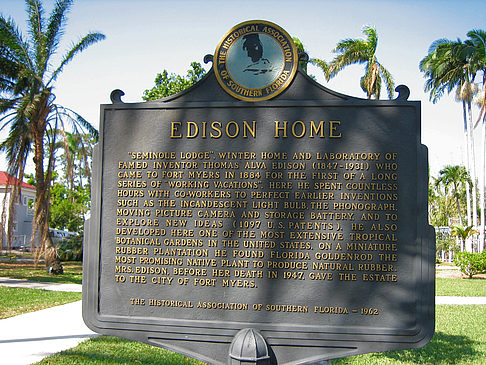 THE HISTORICAL ASSOCIATION
OF SOUTHERN FLORIDA
EDISON HOME
"SEMINOLE LODGE", WINTER HOME AND LABORATORY OF
FAMED INVENTOR THOMAS ALVA EDISON (1847-1931) WHO
CAME TO FORT MYERS IN 1884 FOR THE FIRST OF A LONG
SERIES OF "WORKING VACATIONS". HERE HE SPENT COUNTLESS
HOURS WITH CO-WORKERS TO PERFECT EARLIER INVENTIONS
SUCH AS THE INCANDESCENT LIGHT BULB, THE PHONOGRAPH,
MOVING PICTURE CAMERA AND STORAGE BATTERY, AND TO
EXPLORE NEW IDEAS (1097 U.S. PATENTS). HE ALSO
DEVELOPED HERE ONE OF THE MOST EXTENSIVE TROPICAL
BOTANICAL GARDENS IN THE UNITED STATES. ON A MINIATURE
RUBBER PLANTATION HE FOUND FLORIDA GOLDENROD THE
MOST PROMISING NATIVE PLANT TO PRODUCE NATURAL RUBBER.
MRS. EDISON, BEFORE HER DEATH IN 1947, GAVE THE ESTATE
TO THE CITY OF FORT MYERS.
THE HISTORICAL ASSOCIATION OF SOUTHERN FLORIDA - 1962